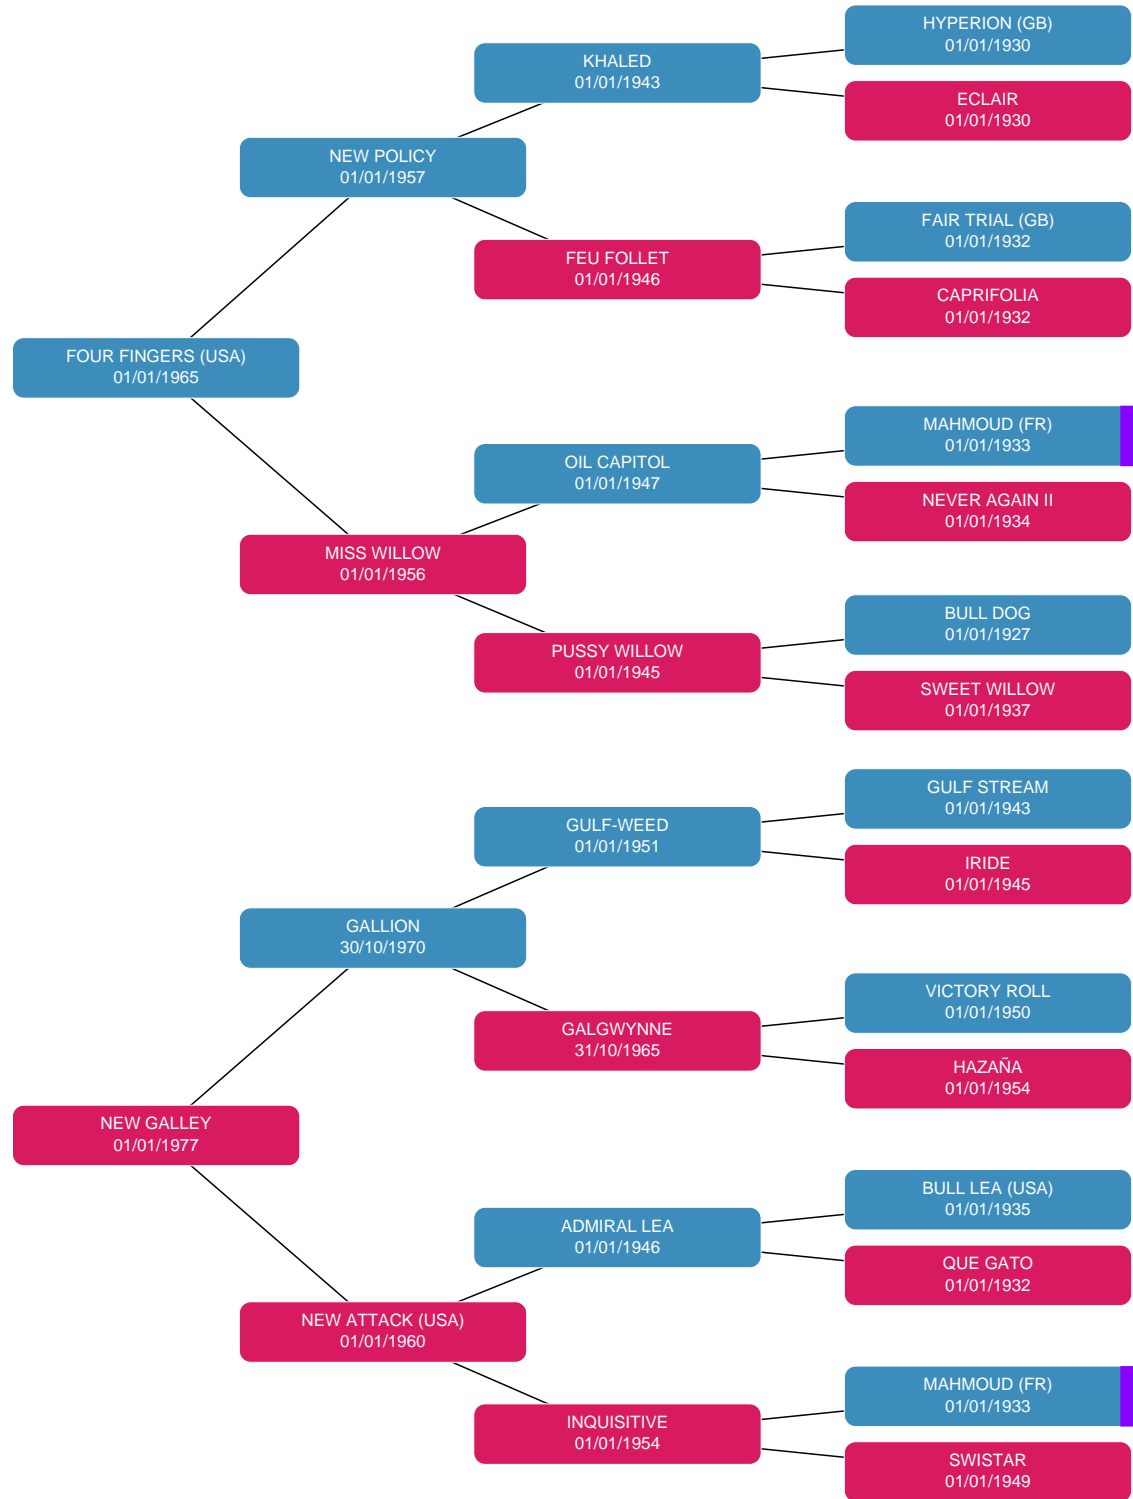 HYPERION (GB)
01/01/1930
KHALED
01/01/1943
ECLAIR
01/01/1930
NEW POLICY
01/01/1957
FAIR TRIAL (GB)
01/01/1932
FEU FOLLET
01/01/1946
CAPRIFOLIA
01/01/1932
FOUR FINGERS (USA)
01/01/1965
MAHMOUD (FR)
01/01/1933
OIL CAPITOL
01/01/1947
NEVER AGAIN II
01/01/1934
MISS WILLOW
01/01/1956
BULL DOG
01/01/1927
PUSSY WILLOW
01/01/1945
SWEET WILLOW
01/01/1937
GULF STREAM
01/01/1943
GULF-WEED
01/01/1951
IRIDE
01/01/1945
GALLION
30/10/1970
VICTORY ROLL
01/01/1950
GALGWYNNE
31/10/1965
HAZAÑA
01/01/1954
NEW GALLEY
01/01/1977
BULL LEA (USA)
01/01/1935
ADMIRAL LEA
01/01/1946
QUE GATO
01/01/1932
NEW ATTACK (USA)
01/01/1960
MAHMOUD (FR)
01/01/1933
INQUISITIVE
01/01/1954
SWISTAR
01/01/1949